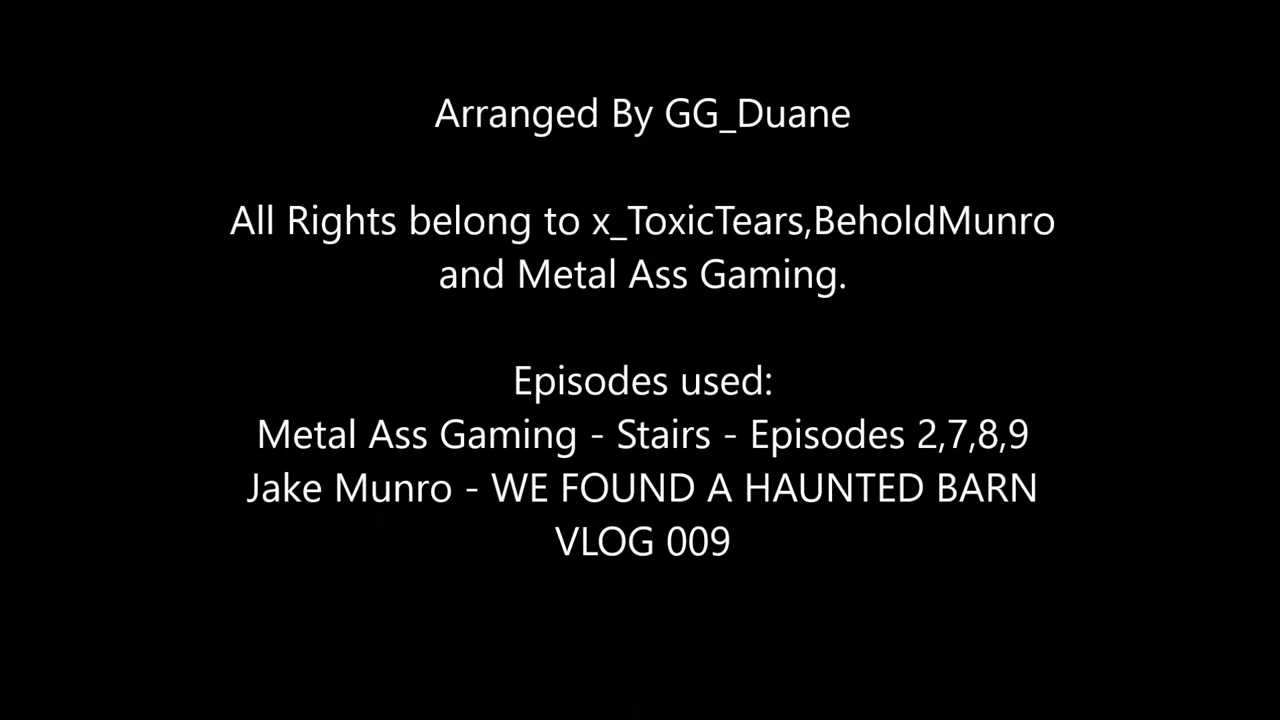 Arranged By GG_Duane
All Rights belong to x_ToxicTears,BeholdMunro
and Metal Ass Gaming.
Episodes used:
Metal Ass Gaming - Stairs - Episodes 2,7,8,9
Jake Munro - WE FOUND A HAUNTED BARN
VLOG 009